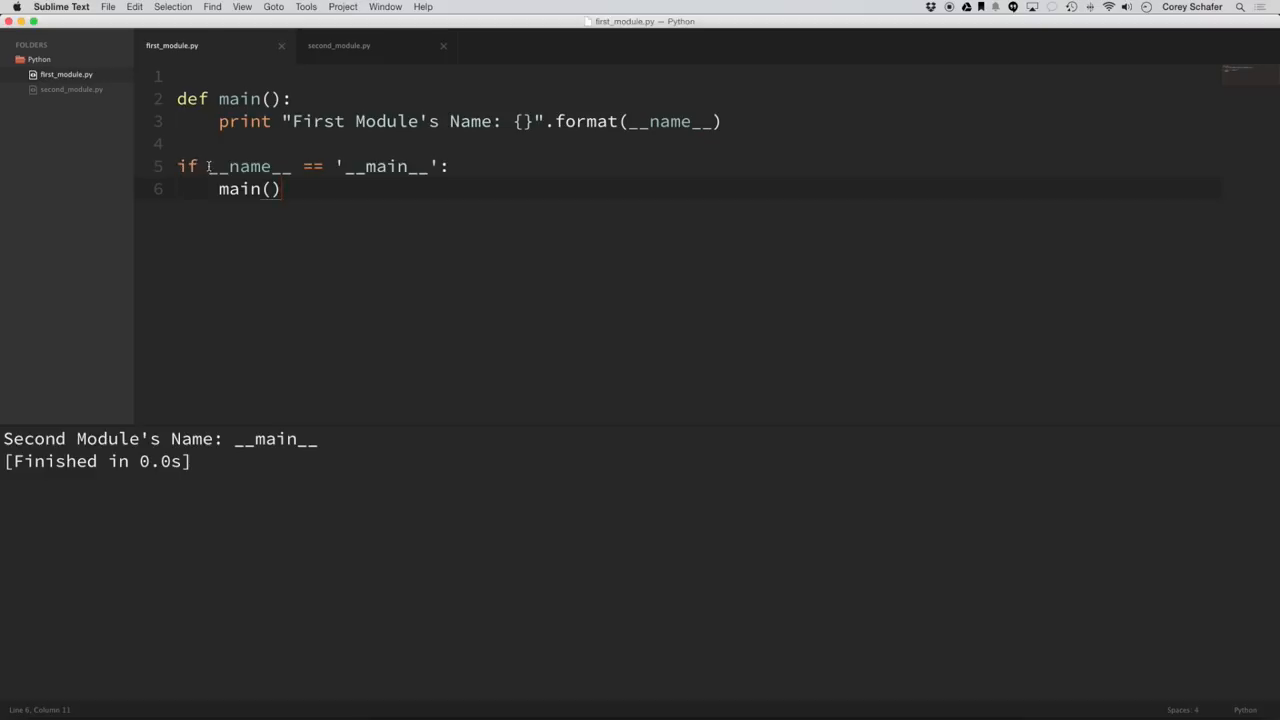 Sublime Text File Edit Selection Find View Goto Tools Project Window Help Corey Schafer
first_module.py — Python
FOLDERS
Python
first_module.py
second_module.py
first_module.py second_module.py
1
2 def main():
3     print "First Module's Name: {}".format(__name__)
4
5 if __name__ == '__main__':
6     main()
Second Module's Name: __main__
[Finished in 0.0s]
Line 6, Column 11 Spaces: 4 Python